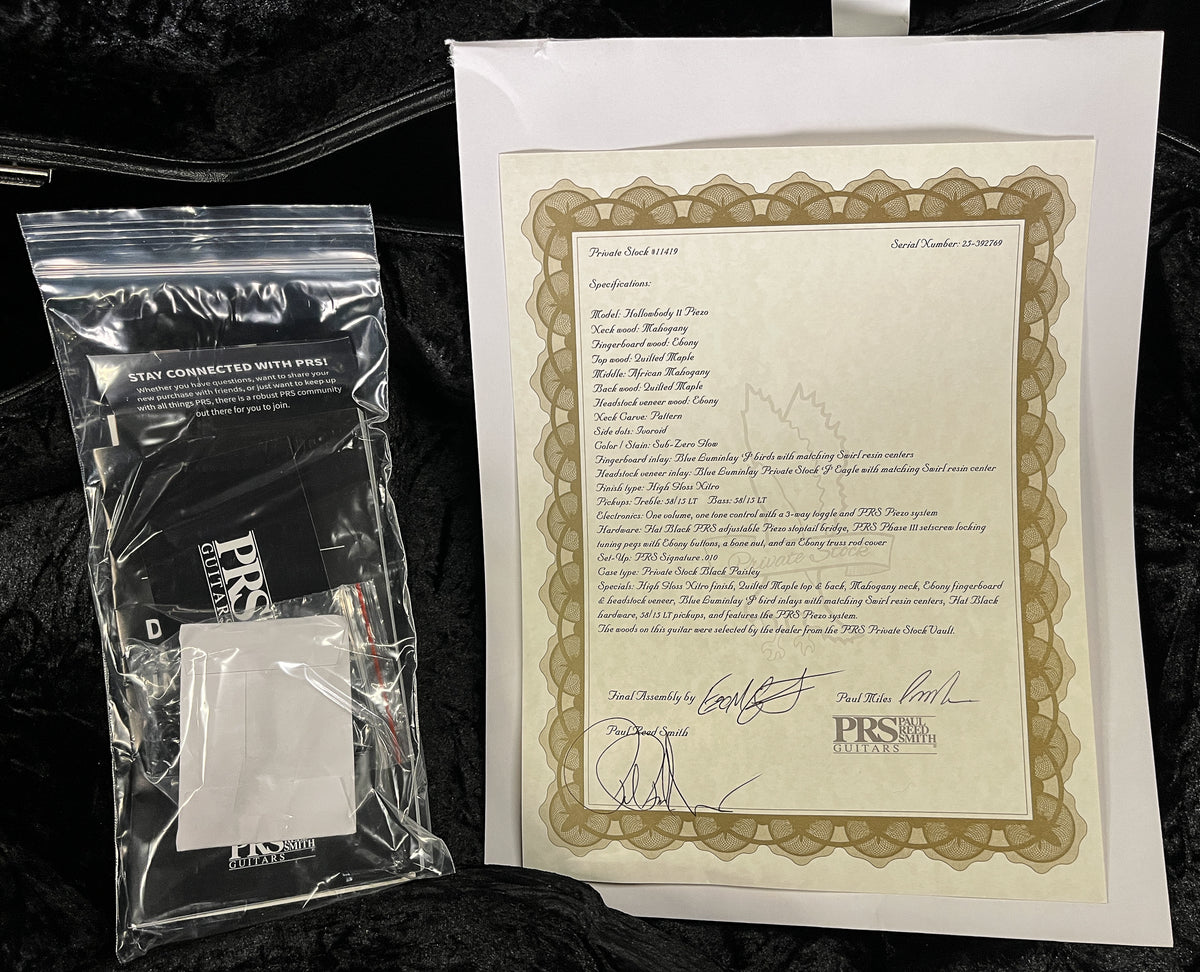 STAY CONNECTED WITH PRS!
Whether you have questions, want to share your
new purchase with friends, or just want to keep up
with all things PRS, there is a robust PRS community
out there for you to join.
PRS
GUITARS
D
PRS SMITH
GUITARS
Private Stock #11419
Serial Number: 25-392769
Specifications:
Model: Hollowbody II Piezo
Neck wood: Mahogany
Fingerboard wood: Ebony
Top wood: Quilted Maple
Middle: African Mahogany
Back wood: Quilted Maple
Headstock veneer wood: Ebony
Neck Carve: Pattern
Side dots: Ivoroid
Color / Stain: Sub-Zero Glow
Fingerboard inlay: Blue Luminlay 'J' birds with matching Swirl resin centers
Headstock veneer inlay: Blue Luminlay Private Stock 'J' Eagle with matching Swirl resin center
Finish type: High Gloss Nitro
Pickups: Treble: 58/15 LT Bass: 58/15 LT
Electronics: One volume, one tone control with a 3-way toggle and PRS Piezo system
Hardware: Flat Black PRS adjustable Piezo stoptail bridge, PRS Phase III setscrew locking
tuning pegs with Ebony buttons, a bone nut, and an Ebony truss rod cover
Set-Up: PRS Signature .010
Case type: Private Stock Black Paisley
Specials: High Gloss Nitro finish, Quilted Maple top & back, Mahogany neck, Ebony fingerboard
& headstock veneer, Blue Luminlay 'J' bird inlays with matching Swirl resin centers, Flat Black
hardware, 58/15 LT pickups, and features the PRS Piezo system.
The woods on this guitar were selected by the dealer from the PRS Private Stock Vault.
Private Stock
Final Assembly by
Paul Miles
Paul Reed Smith
PRS PAUL REED SMITH
GUITARS